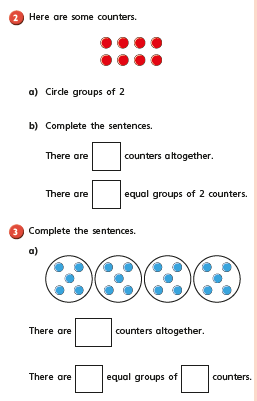 2 Here are some counters.
a) Circle groups of 2
b) Complete the sentences.
There are counters altogether.
There are equal groups of 2 counters.
3 Complete the sentences.
a)
There are counters altogether.
There are equal groups of counters.